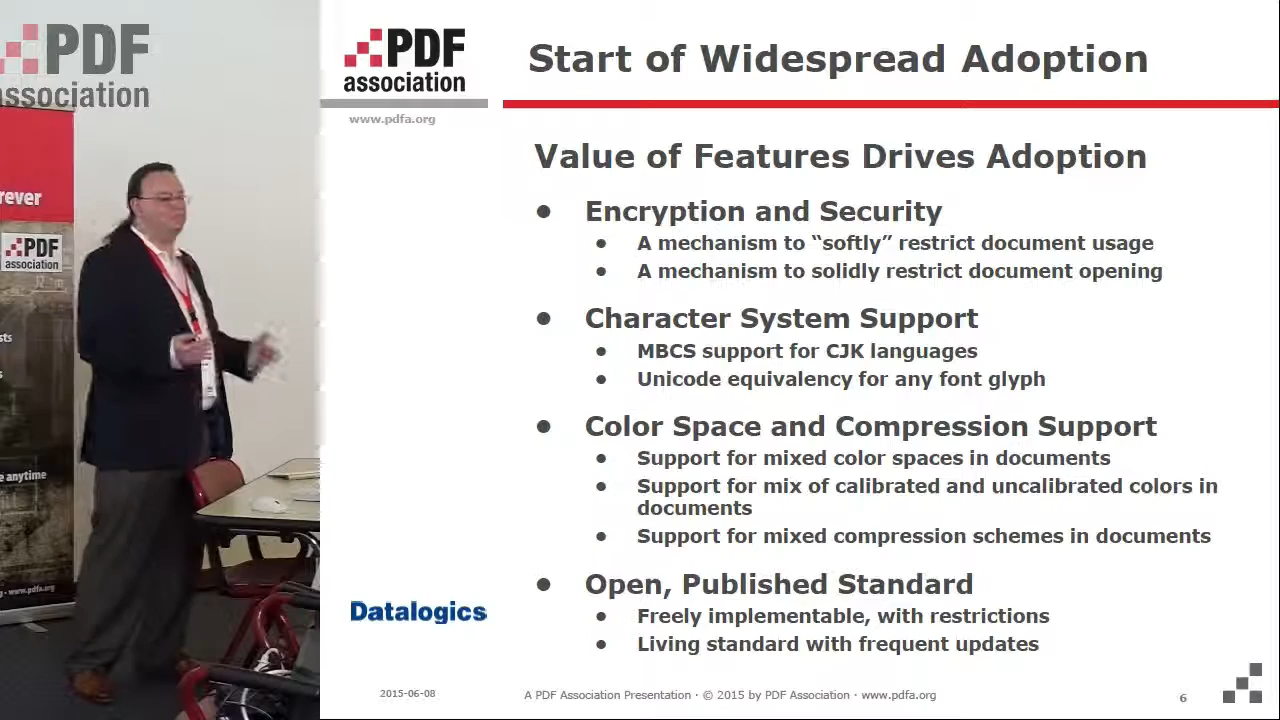 PDF
association
rever
PDF
association
e anytime
www.pdfa.org
PDF
association
www.pdfa.org
Start of Widespread Adoption
Value of Features Drives Adoption
● Encryption and Security
● A mechanism to “softly” restrict document usage
● A mechanism to solidly restrict document opening
● Character System Support
● MBCS support for CJK languages
● Unicode equivalency for any font glyph
● Color Space and Compression Support
● Support for mixed color spaces in documents
● Support for mix of calibrated and uncalibrated colors in
documents
● Support for mixed compression schemes in documents
● Open, Published Standard
● Freely implementable, with restrictions
● Living standard with frequent updates
Datalogics
2015-06-08
A PDF Association Presentation · © 2015 by PDF Association · www.pdfa.org
6